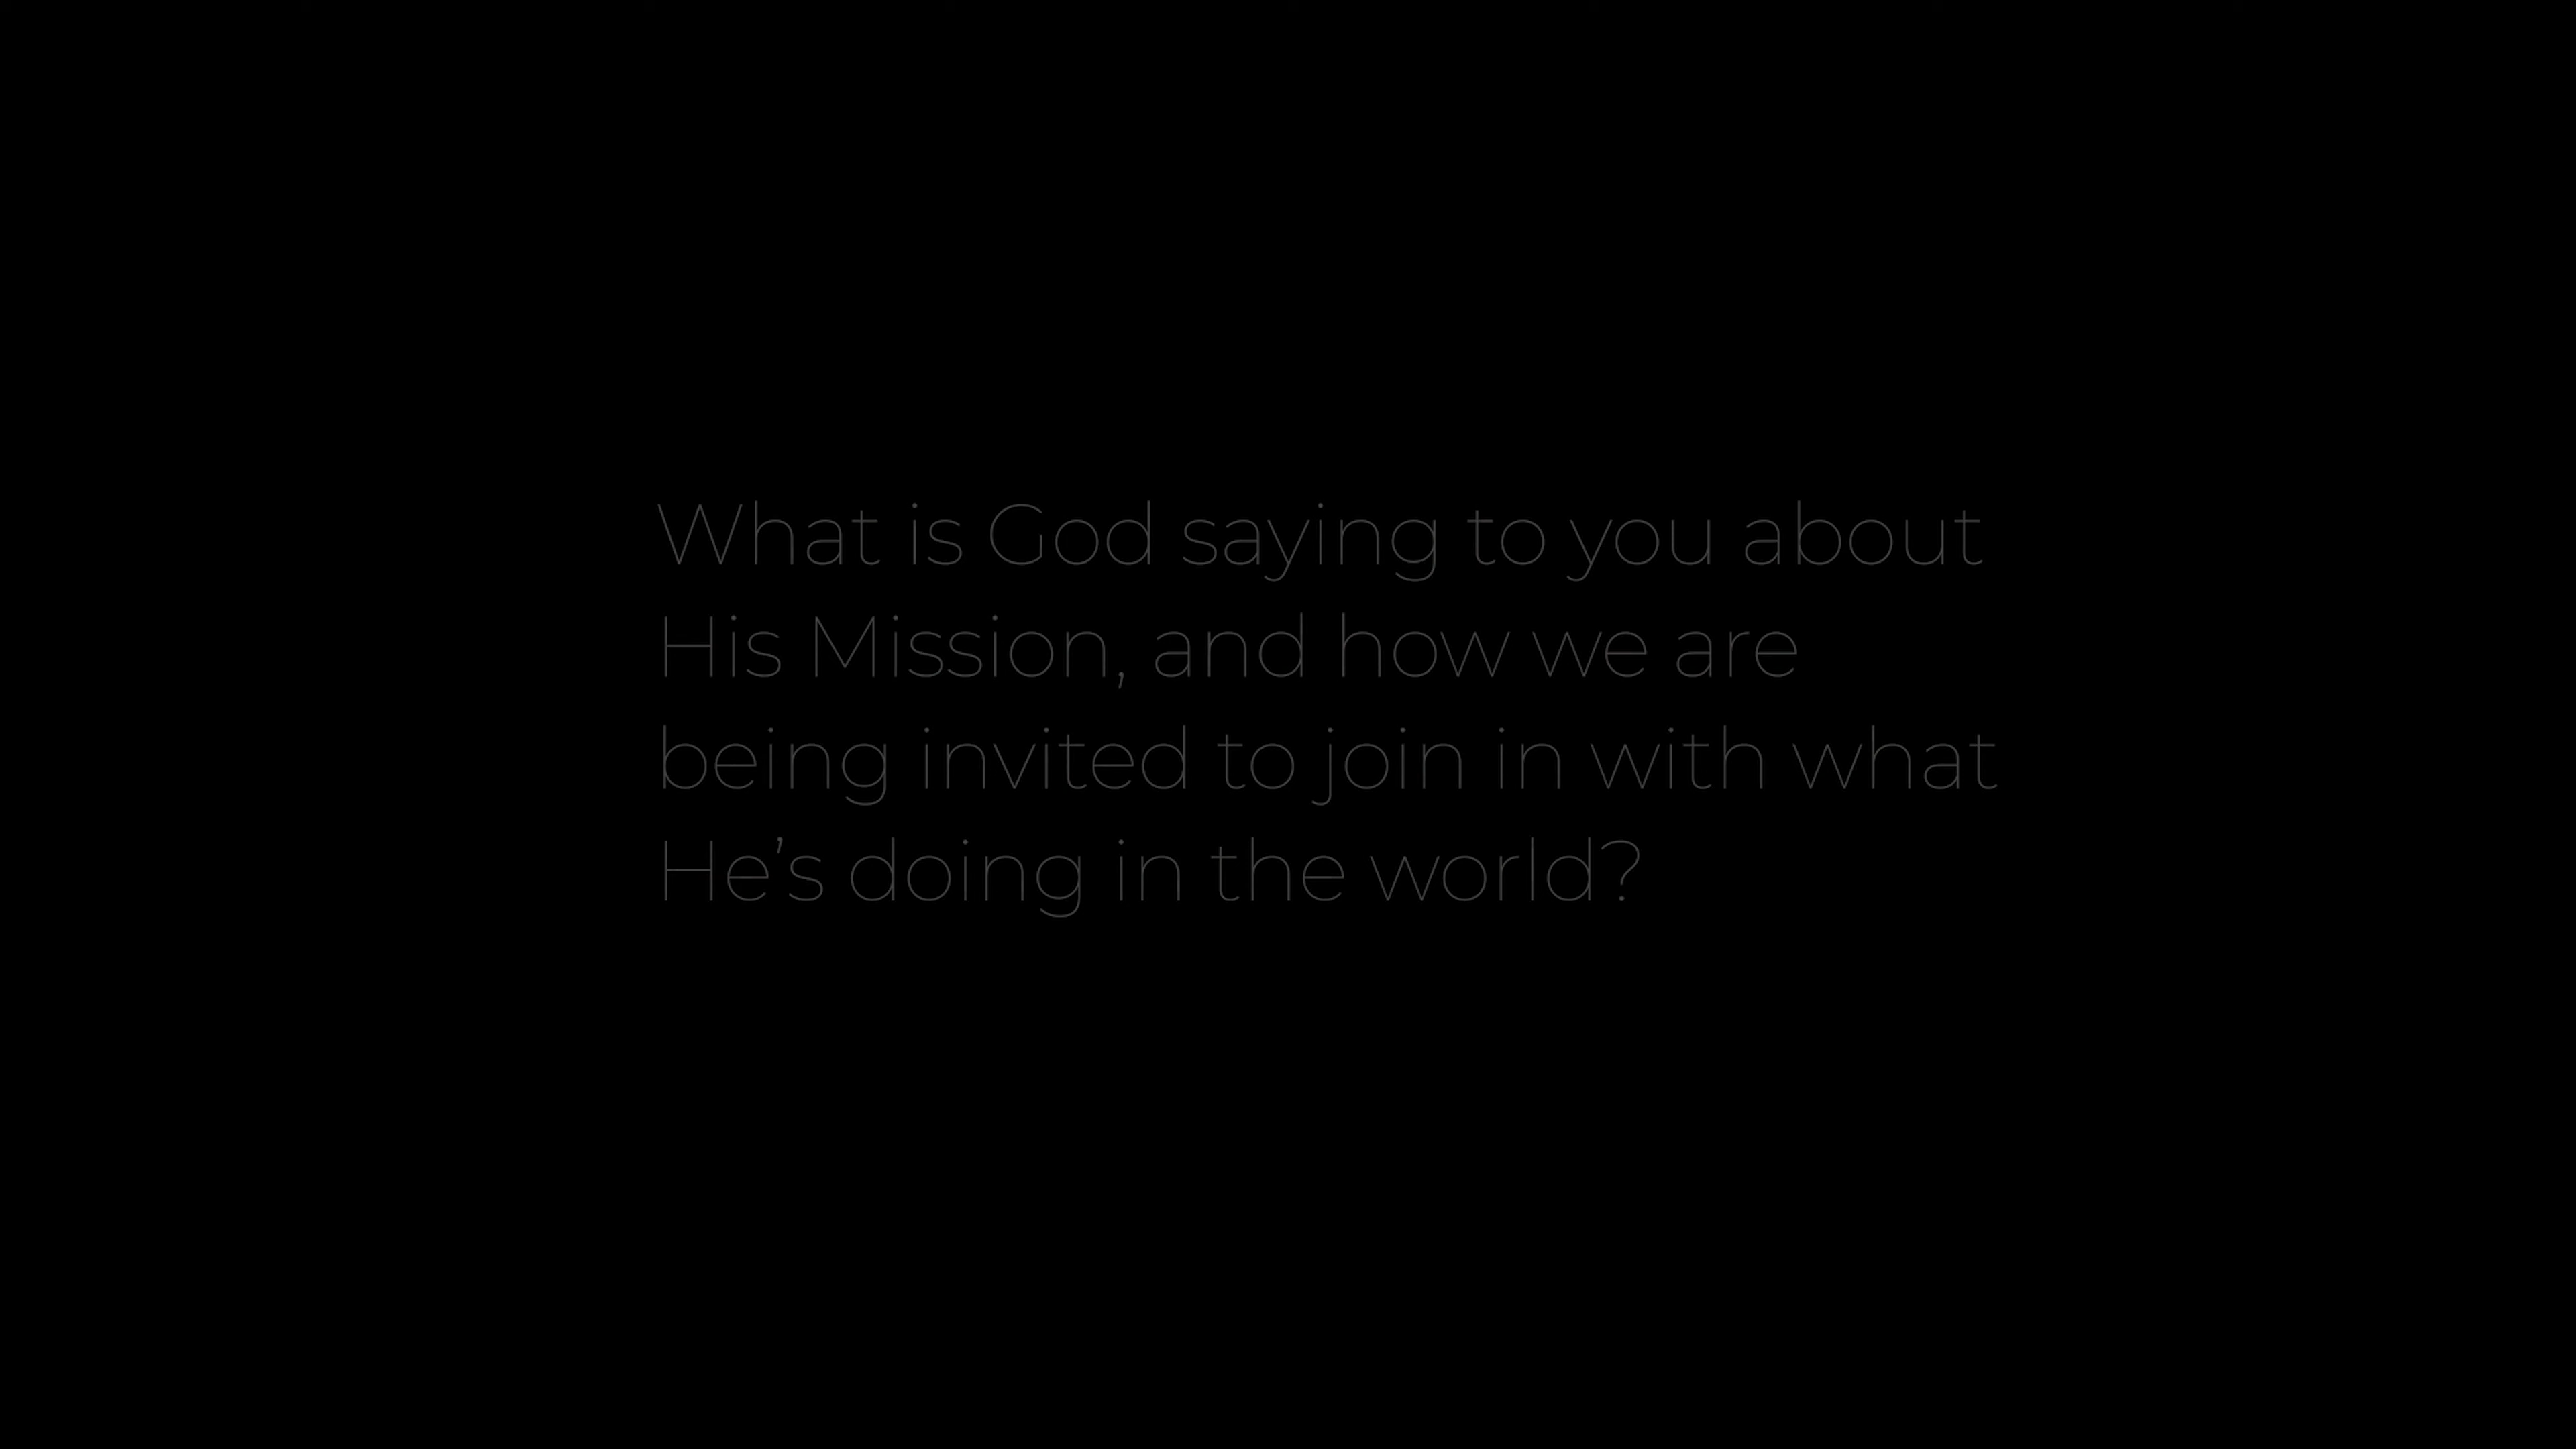 What is God saying to you about
His Mission, and how we are
being invited to join in with what
He’s doing in the world?